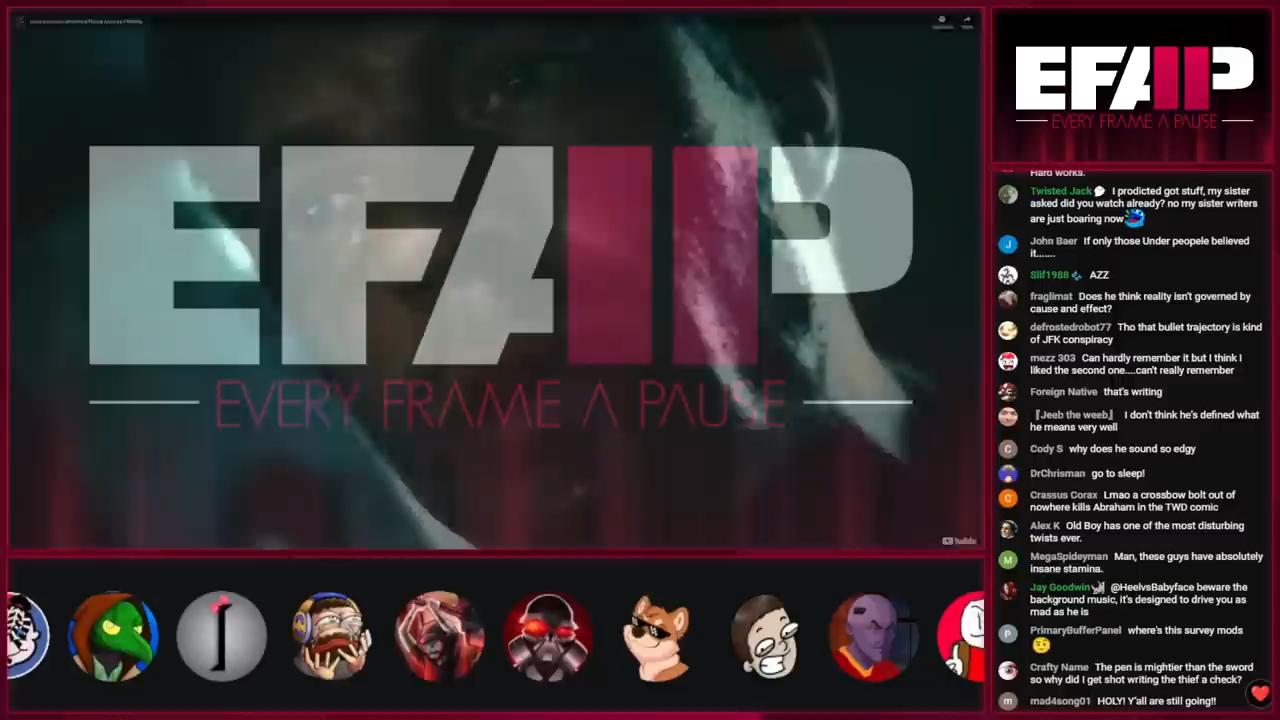 EFAP
EVERY FRAME A PAUSE
YouTube
EFAP
EVERY FRAME A PAUSE
Hard works.
Twisted Jack I prodicted got stuff, my sister
asked did you watch already? no my sister writers
are just boaring now
J
John Baer If only those Under peopele believed
it.......
Slif1988 AZZ
fraglimat Does he think reality isn't governed by
cause and effect?
defrostedrobot77 Tho that bullet trajectory is kind
of JFK conspiracy
mezz 303 Can hardly remember it but I think I
liked the second one....can't really remember
Foreign Native that's writing
『Jeeb the weeb』 I don't think he's defined what
he means very well
C
Cody S why does he sound so edgy
DrChrisman go to sleep!
C
Crassus Corax Lmao a crossbow bolt out of
nowhere kills Abraham in the TWD comic
Alex K Old Boy has one of the most disturbing
twists ever.
M
MegaSpideyman Man, these guys have absolutely
insane stamina.
Jay Goodwin @HeelvsBabyface beware the
background music, it's designed to drive you as
mad as he is
P
PrimaryBufferPanel where's this survey mods
Crafty Name The pen is mightier than the sword
so why did I get shot writing the thief a check?
m
mad4song01 HOLY! Y'all are still going!!